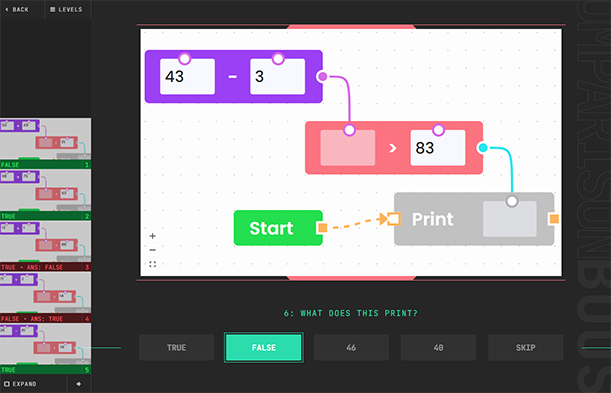 BACK
LEVELS
43 - 3
> 83
Start
Print
FALSE 1
TRUE 2
TRUE • ANS: FALSE 3
FALSE • ANS: TRUE 4
TRUE 5
EXPAND
6: WHAT DOES THIS PRINT?
TRUE
FALSE
46
40
SKIP